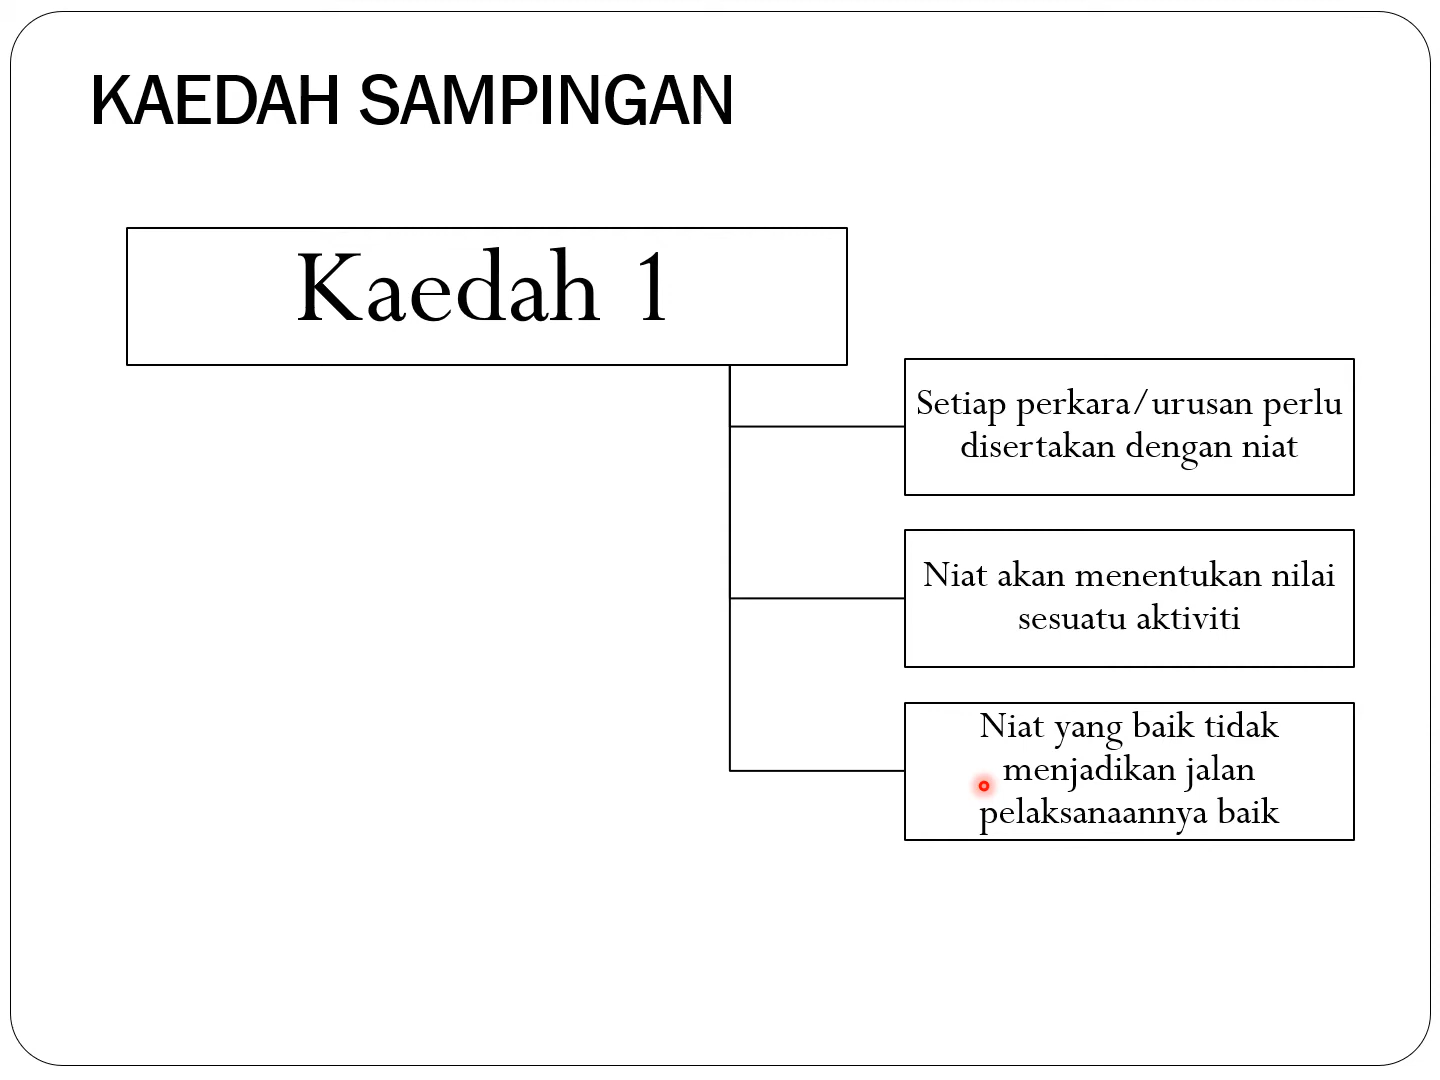 KAEDAH SAMPINGAN
Kaedah 1
Setiap perkara/urusan perlu
disertakan dengan niat
Niat akan menentukan nilai
sesuatu aktiviti
Niat yang baik tidak
menjadikan jalan
pelaksanaannya baik